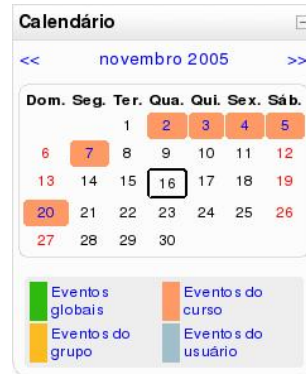 Calendário
<< novembro 2005 >>
Dom. Seg. Ter. Qua. Qui. Sex. Sáb.
1 2 3 4 5
6 7 8 9 10 11 12
13 14 15 16 17 18 19
20 21 22 23 24 25 26
27 28 29 30
Eventos globais
Eventos do curso
Eventos do grupo
Eventos do usuário